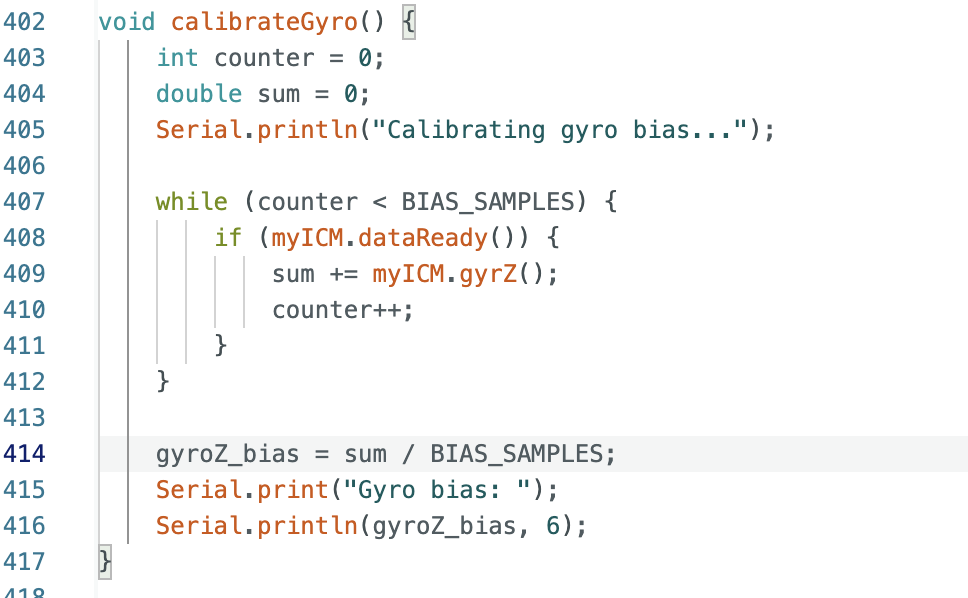 402 void calibrateGyro() {
403 int counter = 0;
404 double sum = 0;
405 Serial.println("Calibrating gyro bias...");
406
407 while (counter < BIAS_SAMPLES) {
408 if (myICM.dataReady()) {
409 sum += myICM.gyrZ();
410 counter++;
411 }
412 }
413
414 gyroZ_bias = sum / BIAS_SAMPLES;
415 Serial.print("Gyro bias: ");
416 Serial.println(gyroZ_bias, 6);
417 }
418